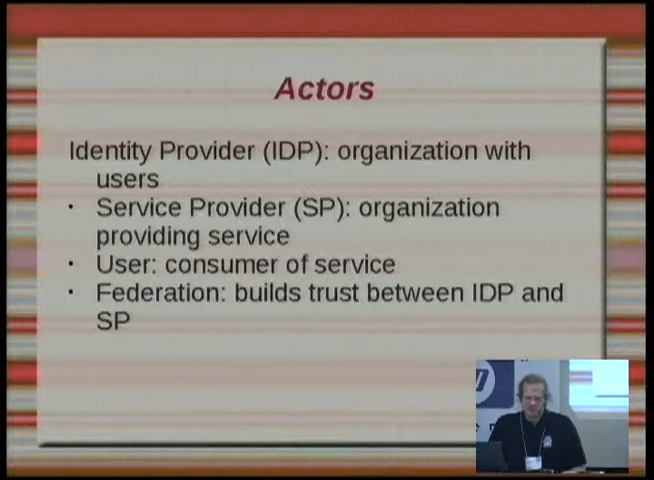 Actors
Identity Provider (IDP): organization with
users
• Service Provider (SP): organization
providing service
• User: consumer of service
• Federation: builds trust between IDP and
SP